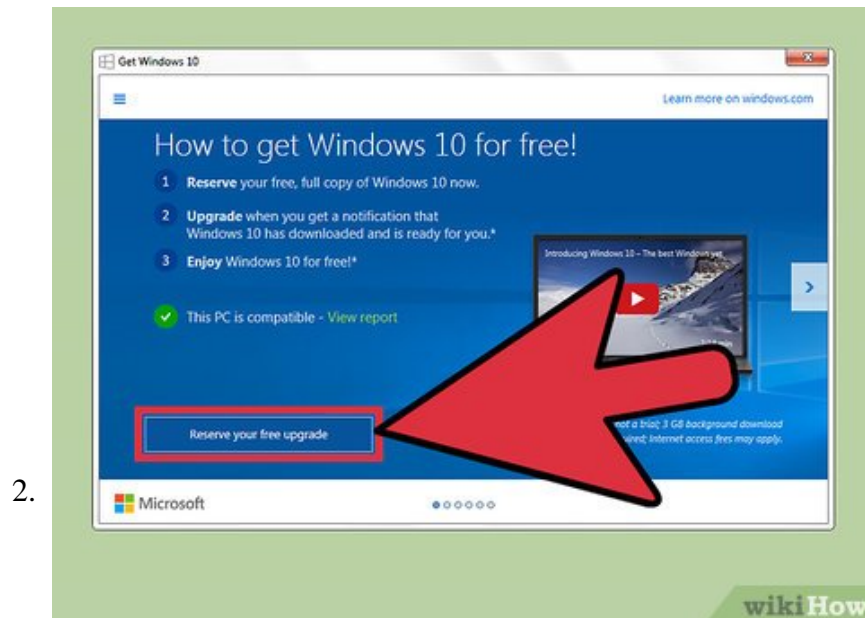 Get Windows 10
Learn more on windows.com
How to get Windows 10 for free!
1 Reserve your free, full copy of Windows 10 now.
2 Upgrade when you get a notification that
Windows 10 has downloaded and is ready for you.*
3 Enjoy Windows 10 for free!*
Introducing Windows 10 – The best Windows yet
This PC is compatible - View report
Reserve your free upgrade
not a trial; 3 GB background download
Internet access fees may apply.
2.
Microsoft
wikiHow